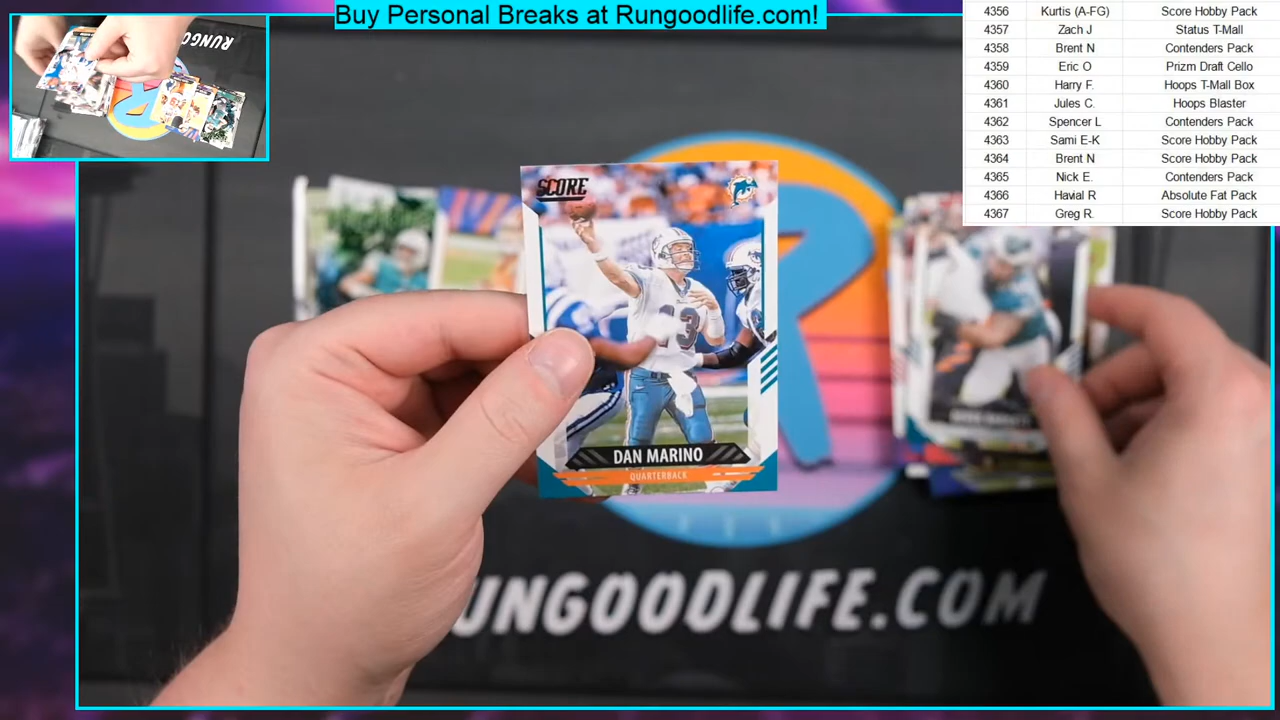 Buy Personal Breaks at Rungoodlife.com!
4356 Kurtis (A-FG) Score Hobby Pack
4357 Zach J Status T-Mall
4358 Brent N Contenders Pack
4359 Eric O Prizm Draft Cello
4360 Harry F. Hoops T-Mall Box
4361 Jules C. Hoops Blaster
4362 Spencer L Contenders Pack
4363 Sami E-K Score Hobby Pack
4364 Brent N Score Hobby Pack
4365 Nick E. Contenders Pack
4366 Havial R Absolute Fat Pack
4367 Greg R. Score Hobby Pack
SCORE
13
DAN MARINO
QUARTERBACK
UNGOODLIFE.COM